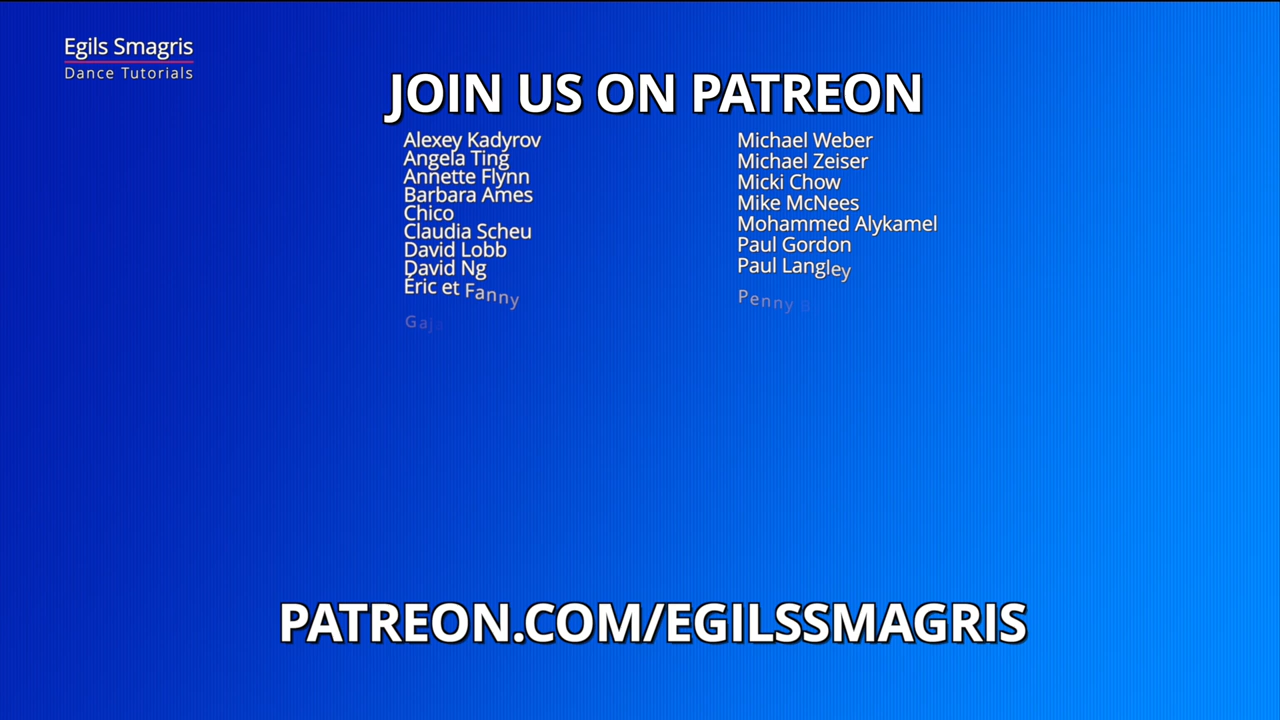 Egils Smagris
Dance Tutorials
JOIN US ON PATREON
Alexey Kadyrov
Angela Ting
Annette Flynn
Barbara Ames
Chico
Claudia Scheu
David Lobb
David Ng
Éric et Fanny
Michael Weber
Michael Zeiser
Micki Chow
Mike McNees
Mohammed Alykamel
Paul Gordon
Paul Langley
Penny B
PATREON.COM/EGILSSMAGRIS